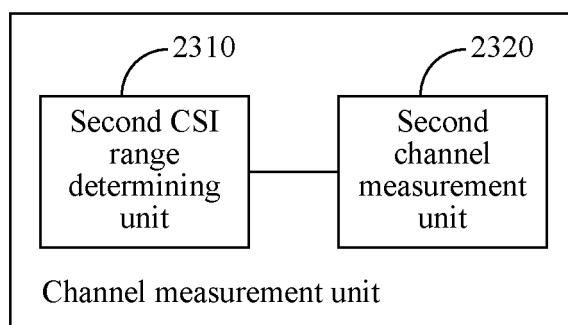 2310
2320
Second CSI
range
determining
unit
Second
channel
measurement
unit
Channel measurement unit